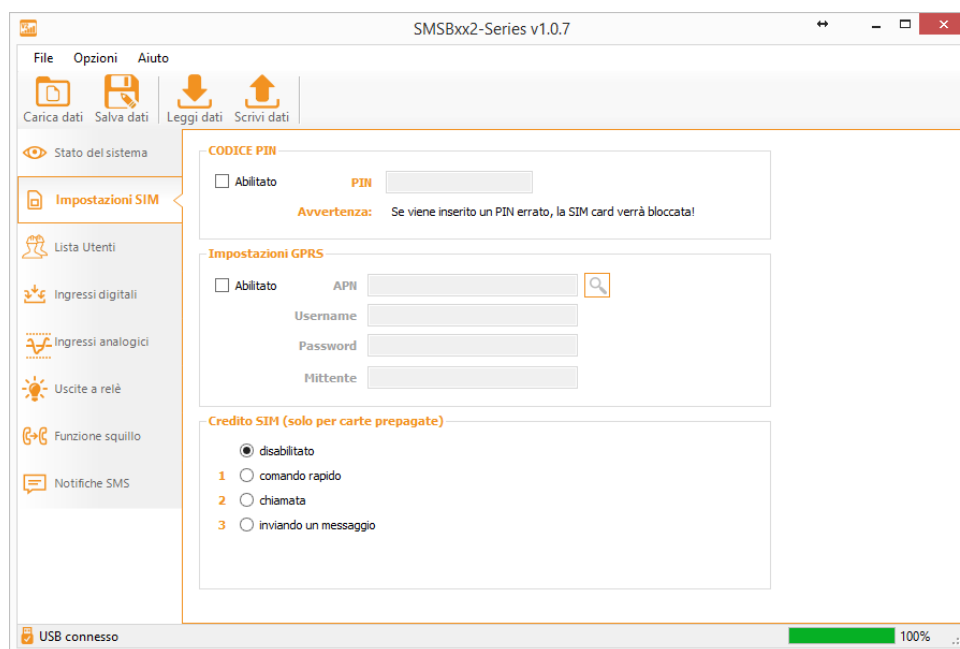 SMSBxx2-Series v1.0.7
File Opzioni Aiuto
Carica dati Salva dati Leggi dati Scrivi dati
Stato del sistema
Impostazioni SIM
Lista Utenti
Ingressi digitali
Ingressi analogici
Uscite a relè
Funzione squillo
Notifiche SMS
CODICE PIN
Abilitato PIN
Avvertenza: Se viene inserito un PIN errato, la SIM card verrà bloccata!
Impostazioni GPRS
Abilitato APN
Username
Password
Mittente
Credito SIM (solo per carte prepagate)
disabilitato
1 comando rapido
2 chiamata
3 inviando un messaggio
USB connesso 100%